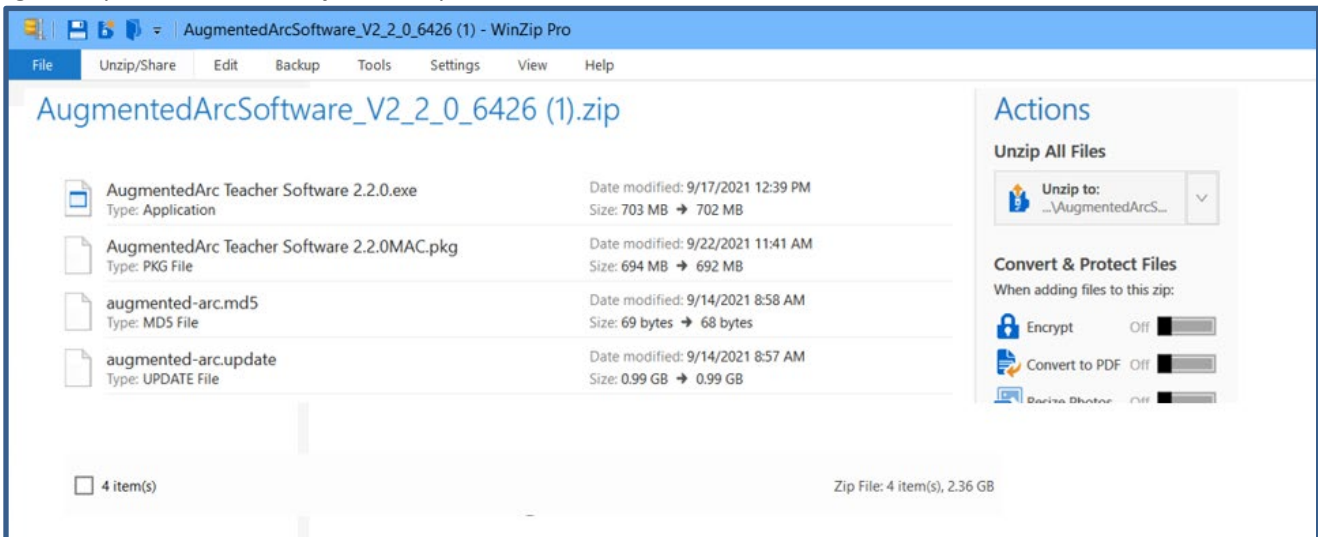 AugmentedArcSoftware_V2_2_0_6426 (1) - WinZip Pro
File Unzip/Share Edit Backup Tools Settings View Help
AugmentedArcSoftware_V2_2_0_6426 (1).zip
AugmentedArc Teacher Software 2.2.0.exe
Type: Application
Date modified: 9/17/2021 12:39 PM
Size: 703 MB → 702 MB
AugmentedArc Teacher Software 2.2.0MAC.pkg
Type: PKG File
Date modified: 9/22/2021 11:41 AM
Size: 694 MB → 692 MB
augmented-arc.md5
Type: MD5 File
Date modified: 9/14/2021 8:58 AM
Size: 69 bytes → 68 bytes
augmented-arc.update
Type: UPDATE File
Date modified: 9/14/2021 8:57 AM
Size: 0.99 GB → 0.99 GB
4 item(s)
Zip File: 4 item(s), 2.36 GB
Actions
Unzip All Files
Unzip to:
...\AugmentedArcS...
Convert & Protect Files
When adding files to this zip:
Encrypt Off
Convert to PDF Off
Resize Photos Off